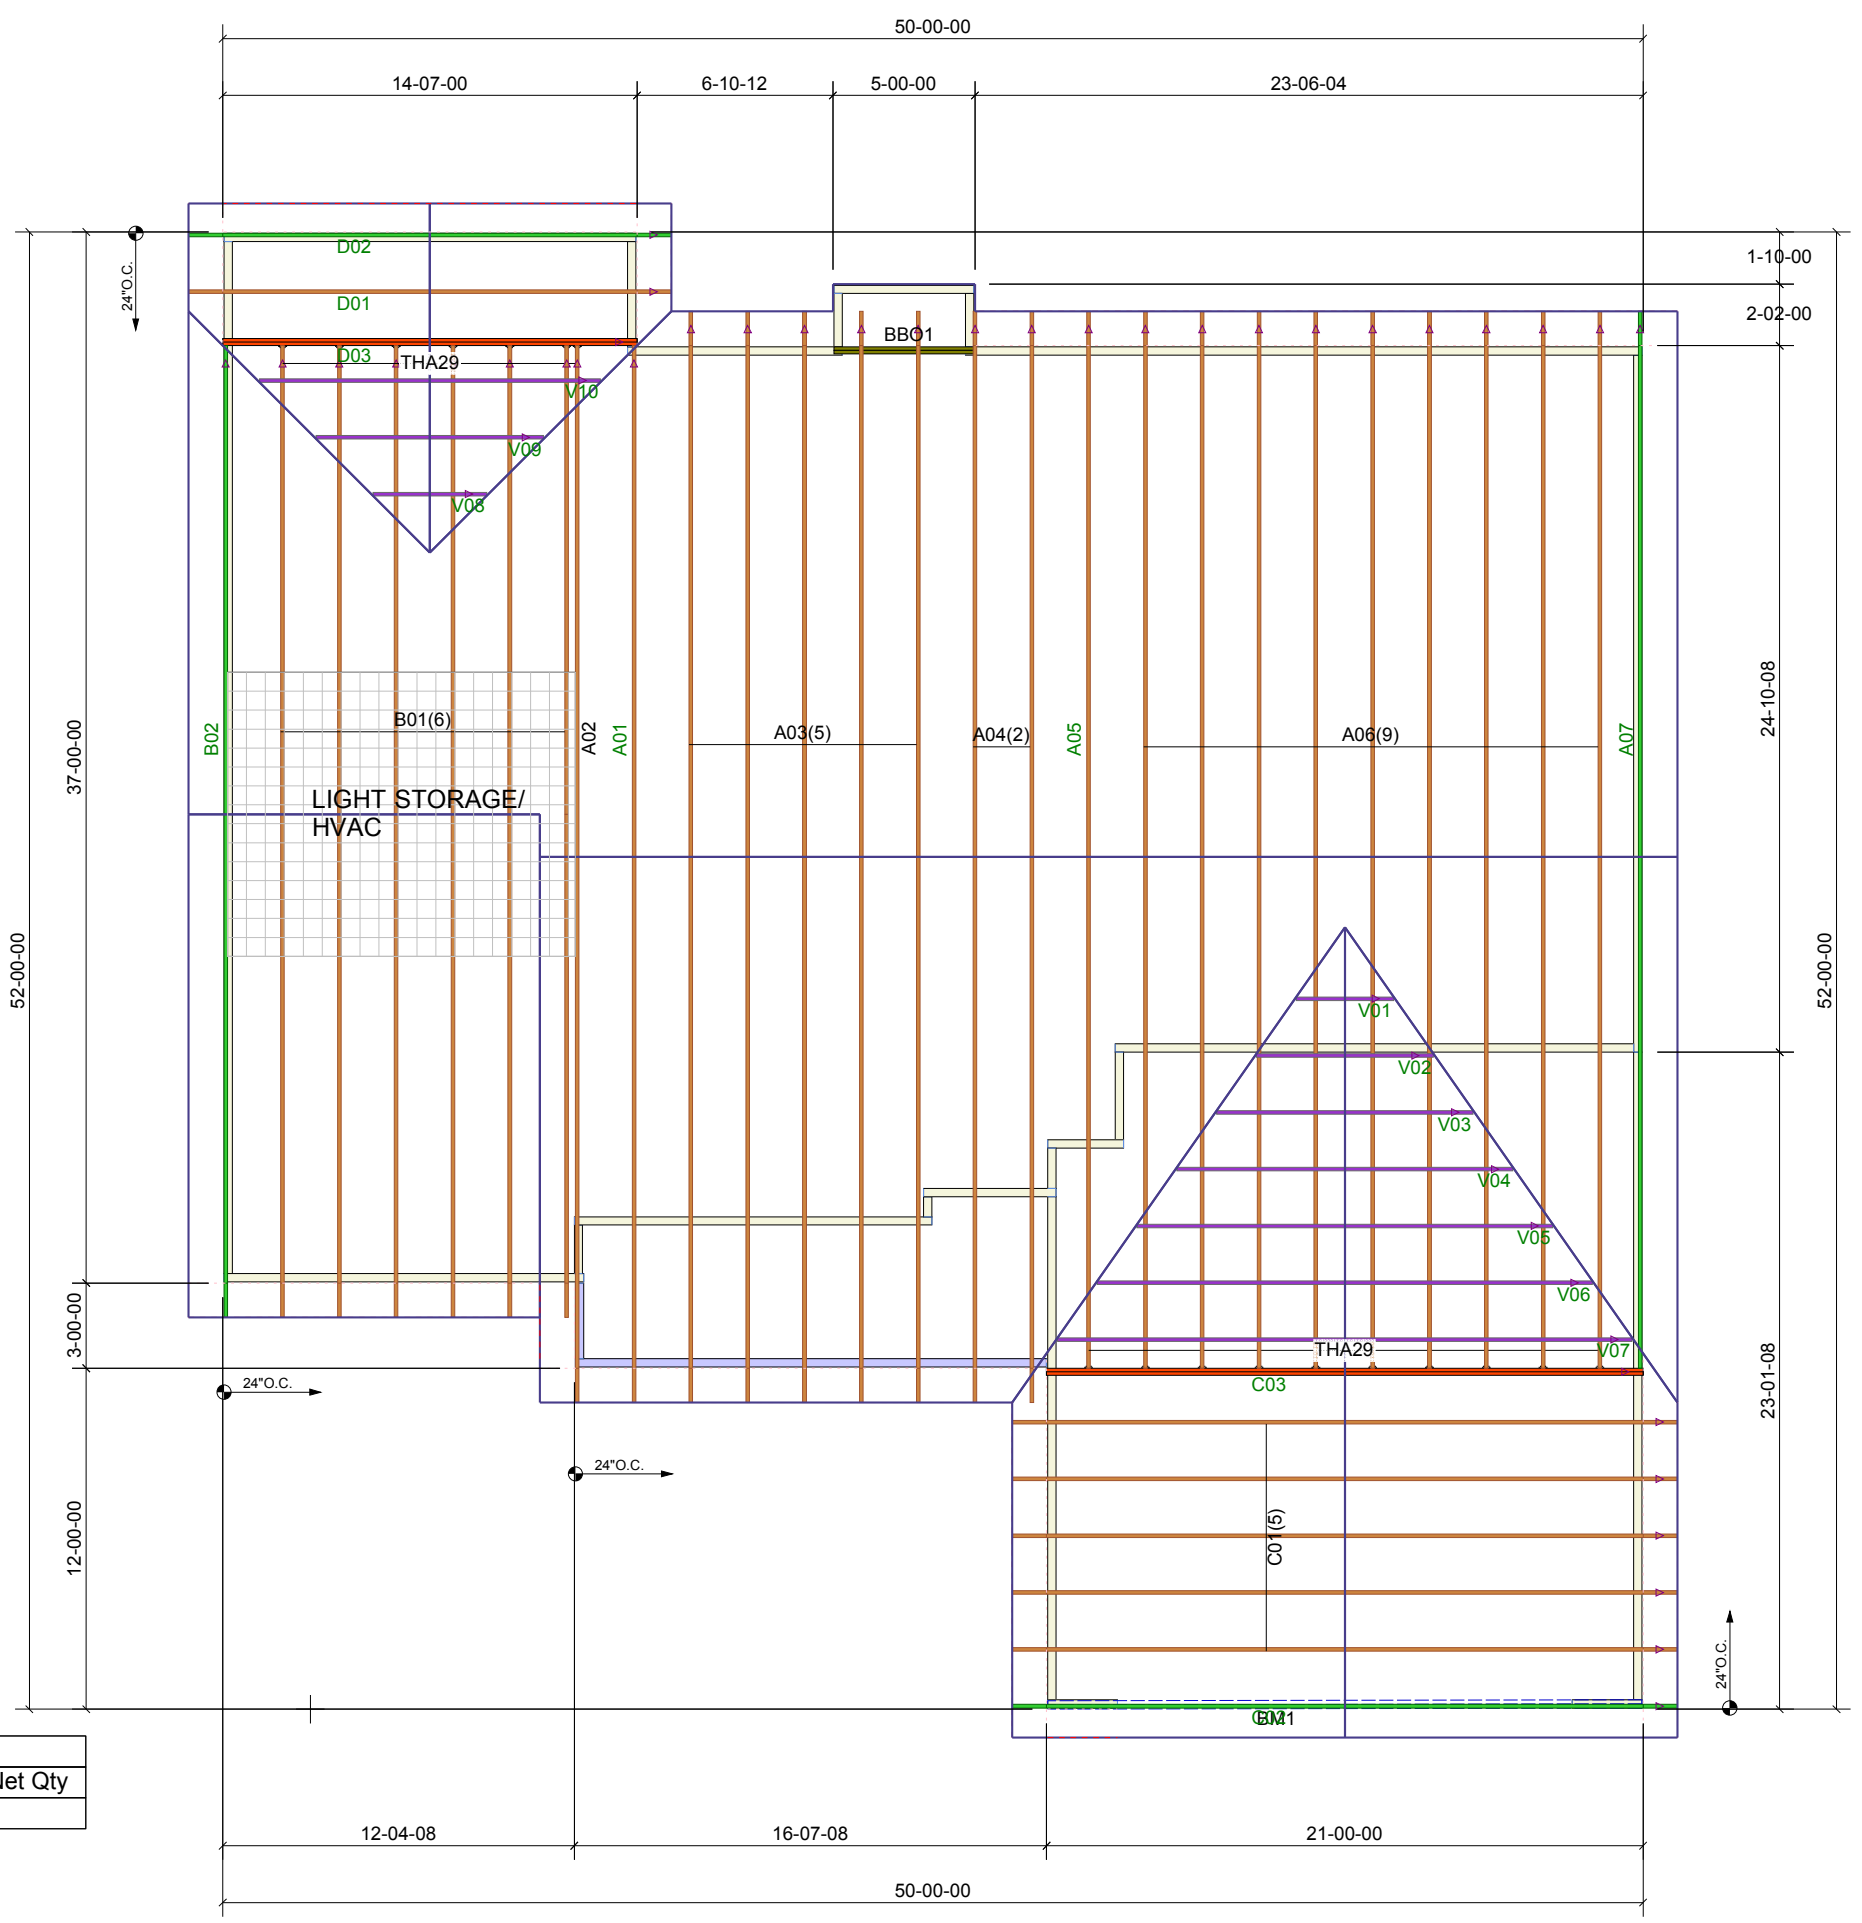 50-00-00
14-07-00
6-10-12
5-00-00
23-06-04
D02
1-10-00
24"O.C.
D01
2-02-00
BBO1
D03
THA29
V10
V09
V08
B01(6)
A03(5)
A04(2)
A06(9)
B02
A02
A01
A05
A07
24-10-08
37-00-00
LIGHT STORAGE/
HVAC
52-00-00
52-00-00
V01
V02
V03
V04
V05
V06
THA29
V07
3-00-00
24"O.C.
C03
23-01-08
24"O.C.
12-00-00
C01(5)
24"O.C.
BM1
Net Qty
12-04-08
16-07-08
21-00-00
50-00-00